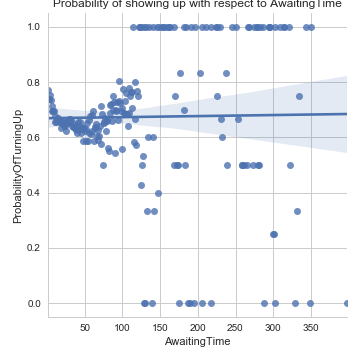 Probability of showing up with respect to AwaitingTime
1.0
0.8
0.6
0.4
0.2
0.0
ProbabilityOfTurningUp
50 100 150 200 250 300 350
AwaitingTime